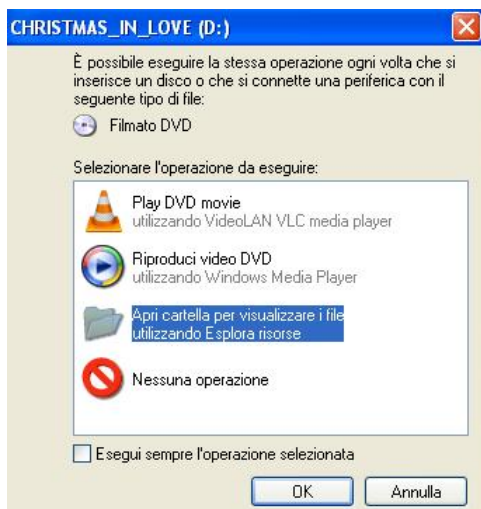 CHRISTMAS_IN_LOVE (D:)
È possibile eseguire la stessa operazione ogni volta che si
inserisce un disco o che si connette una periferica con il
seguente tipo di file:
Filmato DVD
Selezionare l'operazione da eseguire:
Play DVD movie
utilizzando VideoLAN VLC media player
Riproduci video DVD
utilizzando Windows Media Player
Apri cartella per visualizzare i file
utilizzando Esplora risorse
Nessuna operazione
Esegui sempre l'operazione selezionata
OK
Annulla